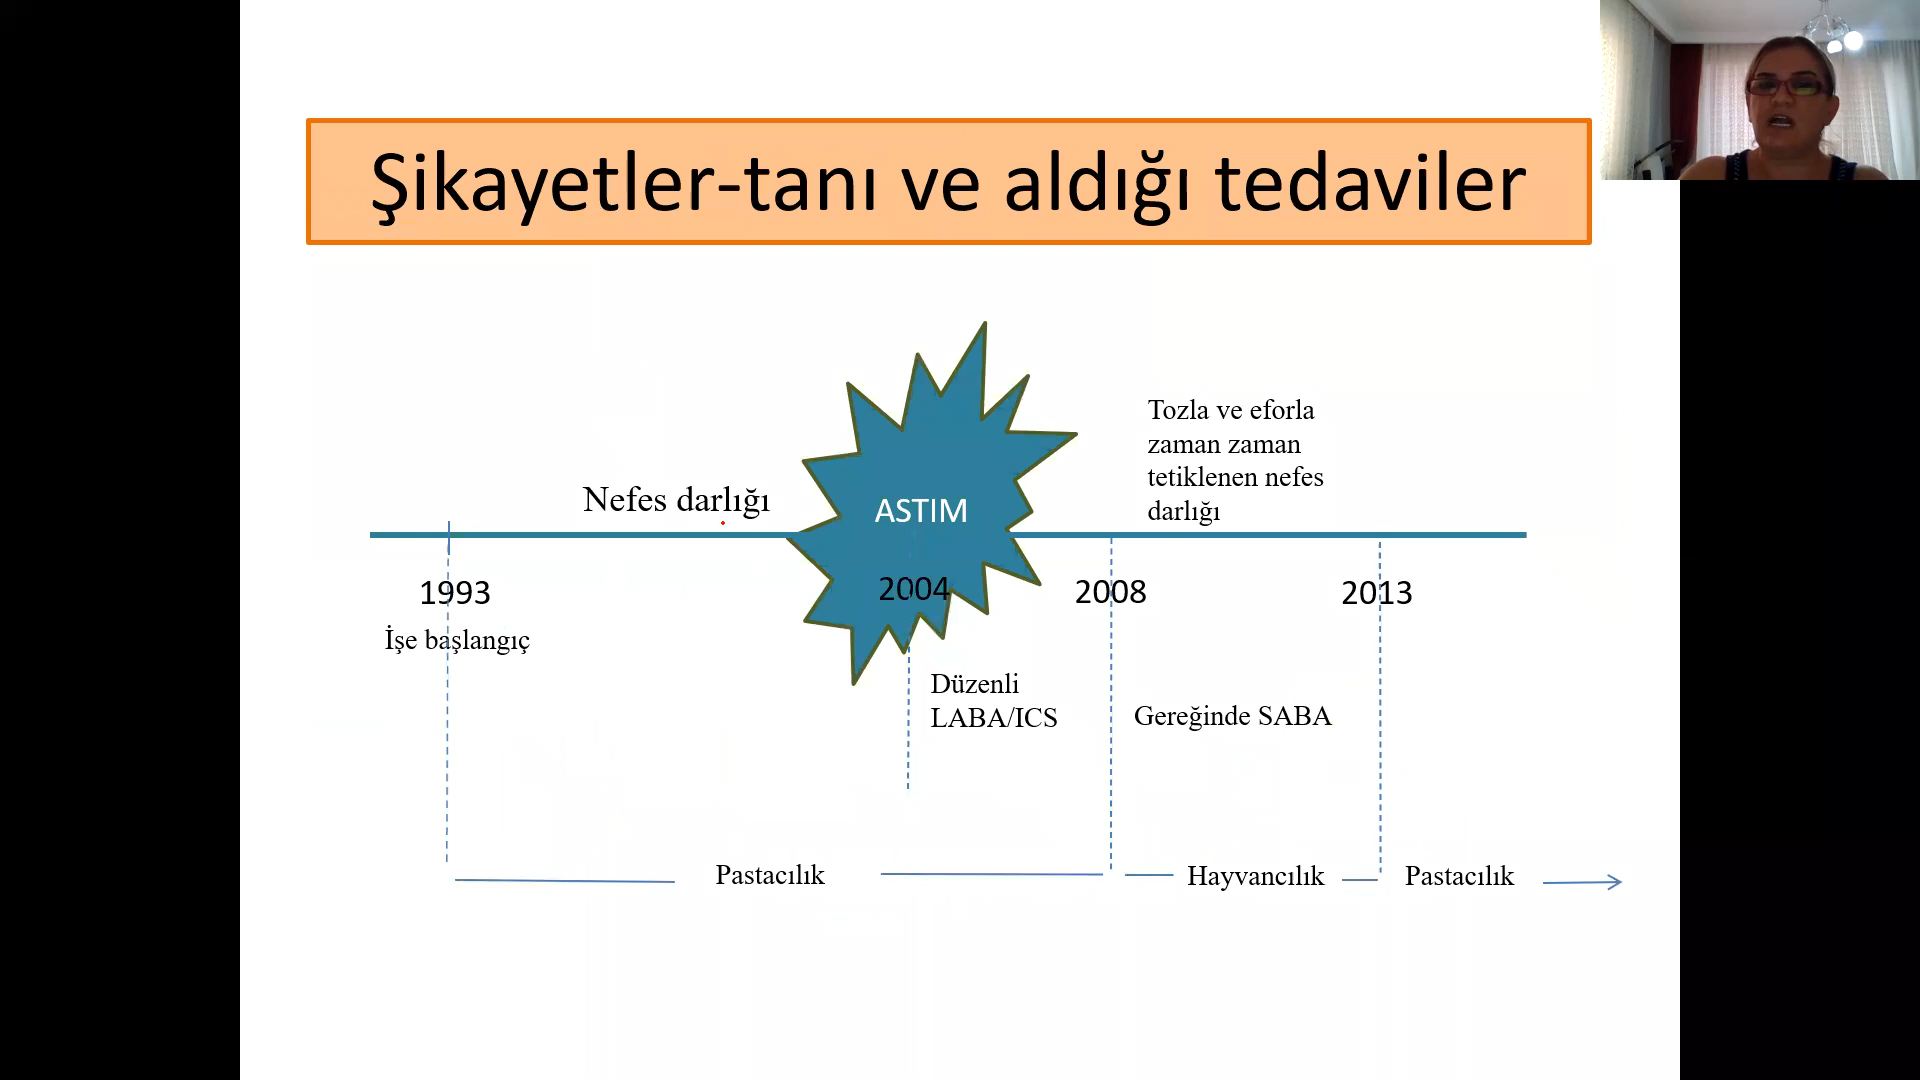 Şikayetler-tanı ve aldığı tedaviler
Tozla ve eforla
zaman zaman
tetiklenen nefes
darlığı
Nefes darlığı
ASTIM
1993
2004
2008
2013
İşe başlangıç
Düzenli
LABA/ICS
Gereğinde SABA
Pastacılık
Hayvancılık
Pastacılık